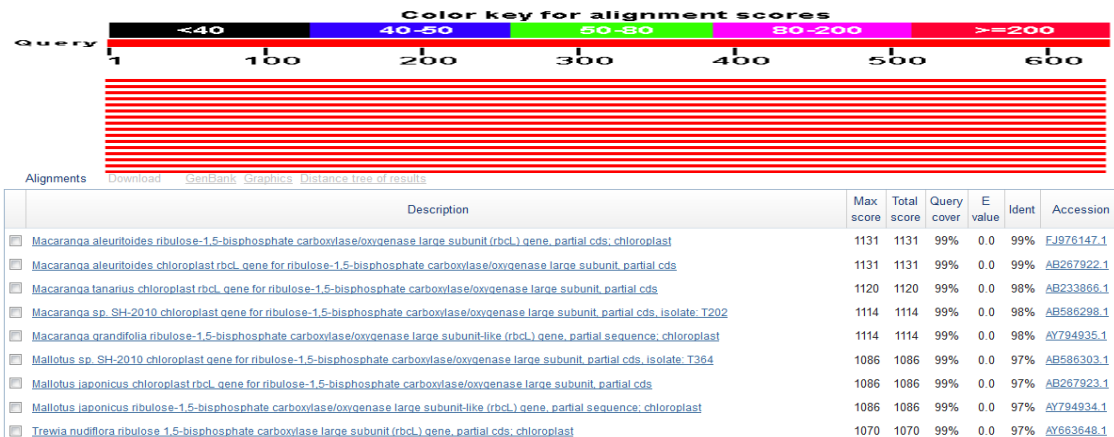 Color key for alignment scores
<40 40-50 50-80 80-200 >=200
Query
1 100 200 300 400 500 600
Alignments Download GenBank Graphics Distance tree of results
Description Max score Total score Query cover E value Ident Accession
Macaranga aleuritoides ribulose-1,5-bisphosphate carboxylase/oxygenase large subunit (rbcL) gene, partial cds; chloroplast 1131 1131 99% 0.0 99% FJ976147.1
Macaranga aleuritoides chloroplast rbcL gene for ribulose-1,5-bisphosphate carboxylase/oxygenase large subunit, partial cds 1131 1131 99% 0.0 99% AB267922.1
Macaranga tanarius chloroplast rbcL gene for ribulose-1,5-bisphosphate carboxylase/oxygenase large subunit, partial cds 1120 1120 99% 0.0 98% AB233866.1
Macaranga sp. SH-2010 chloroplast gene for ribulose-1,5-bisphosphate carboxylase/oxygenase large subunit, partial cds, isolate: T202 1114 1114 99% 0.0 98% AB586298.1
Macaranga grandifolia ribulose-1,5-bisphosphate carboxylase/oxygenase large subunit-like (rbcL) gene, partial sequence; chloroplast 1114 1114 99% 0.0 98% AY794935.1
Mallotus sp. SH-2010 chloroplast gene for ribulose-1,5-bisphosphate carboxylase/oxygenase large subunit, partial cds, isolate: T364 1086 1086 99% 0.0 97% AB586303.1
Mallotus japonicus chloroplast rbcL gene for ribulose-1,5-bisphosphate carboxylase/oxygenase large subunit, partial cds 1086 1086 99% 0.0 97% AB267923.1
Mallotus japonicus ribulose-1,5-bisphosphate carboxylase/oxygenase large subunit-like (rbcL) gene, partial sequence; chloroplast 1086 1086 99% 0.0 97% AY794934.1
Trewia nudiflora ribulose 1,5-bisphosphate carboxylase large subunit (rbcL) gene, partial cds; chloroplast 1070 1070 99% 0.0 97% AY663648.1